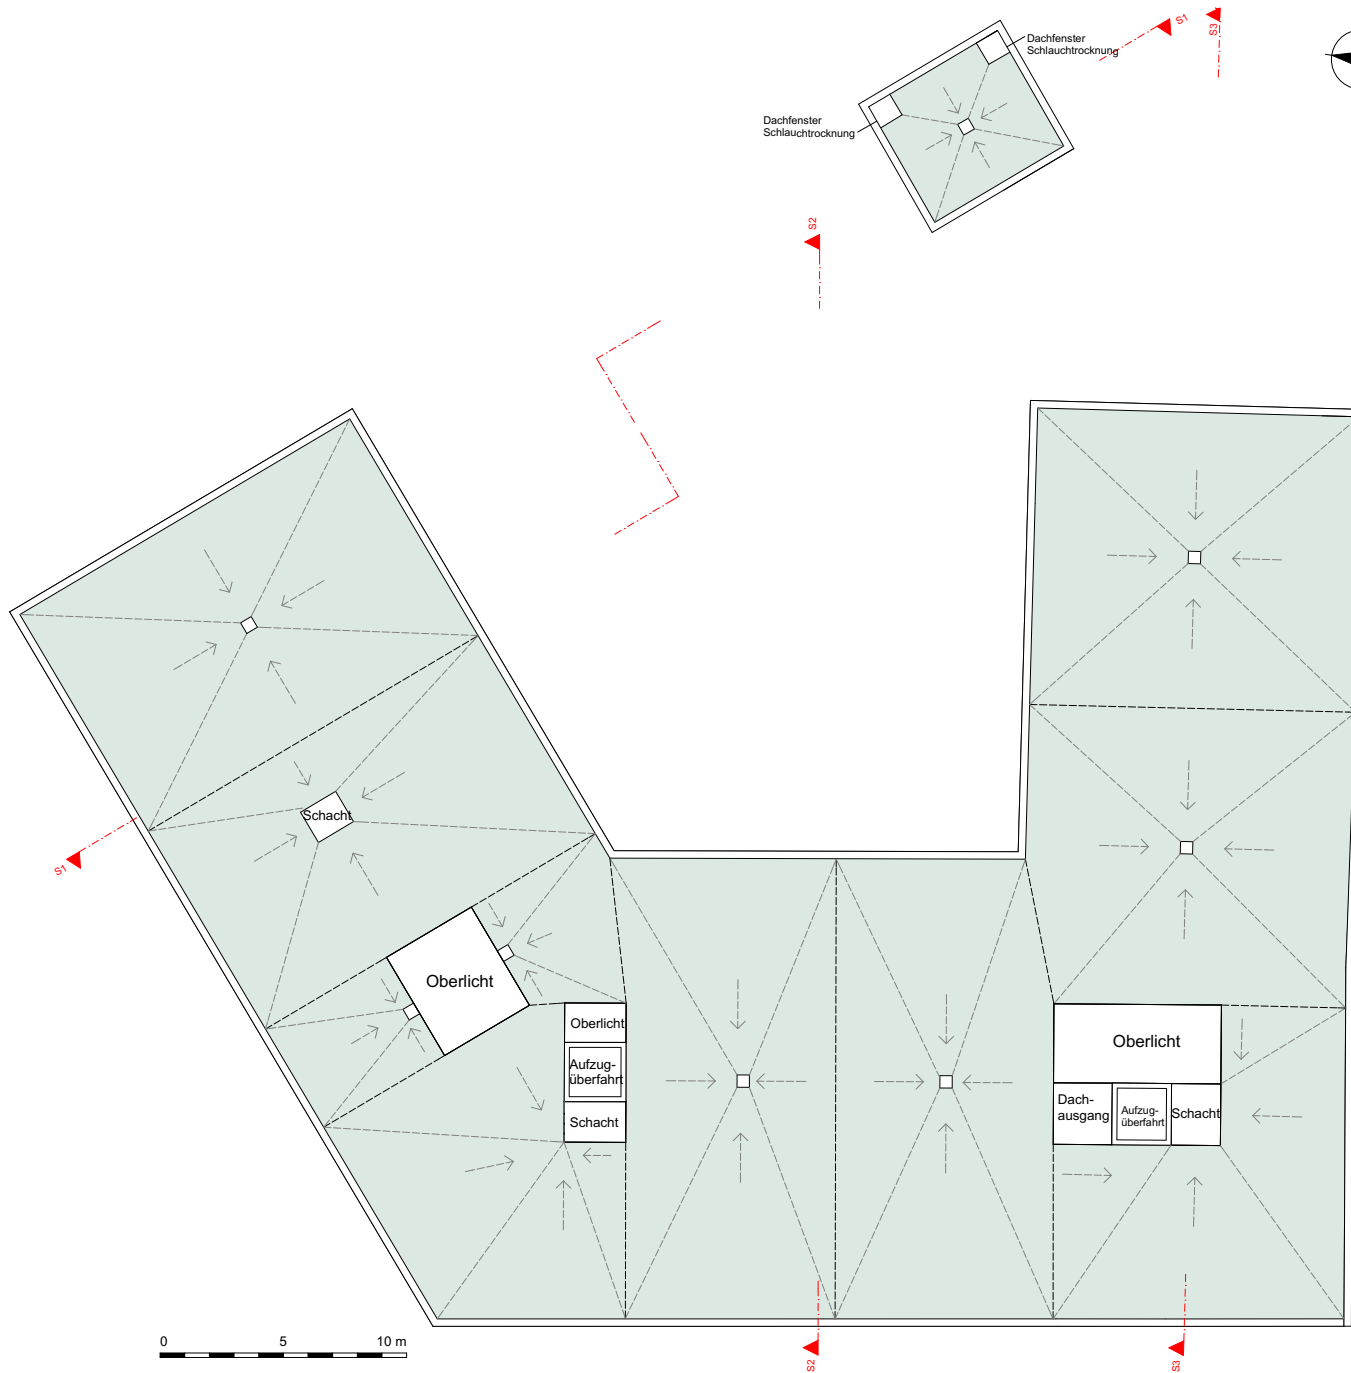 S1
S3
Dachfenster
Schlauchtrocknung
Dachfenster
Schlauchtrocknung
S2
Schacht
S1
Oberlicht
Oberlicht
Aufzug-
überfahrt
Schacht
Oberlicht
Dach-
ausgang
Aufzug-
überfahrt
Schacht
0 5 10 m
S2
S3